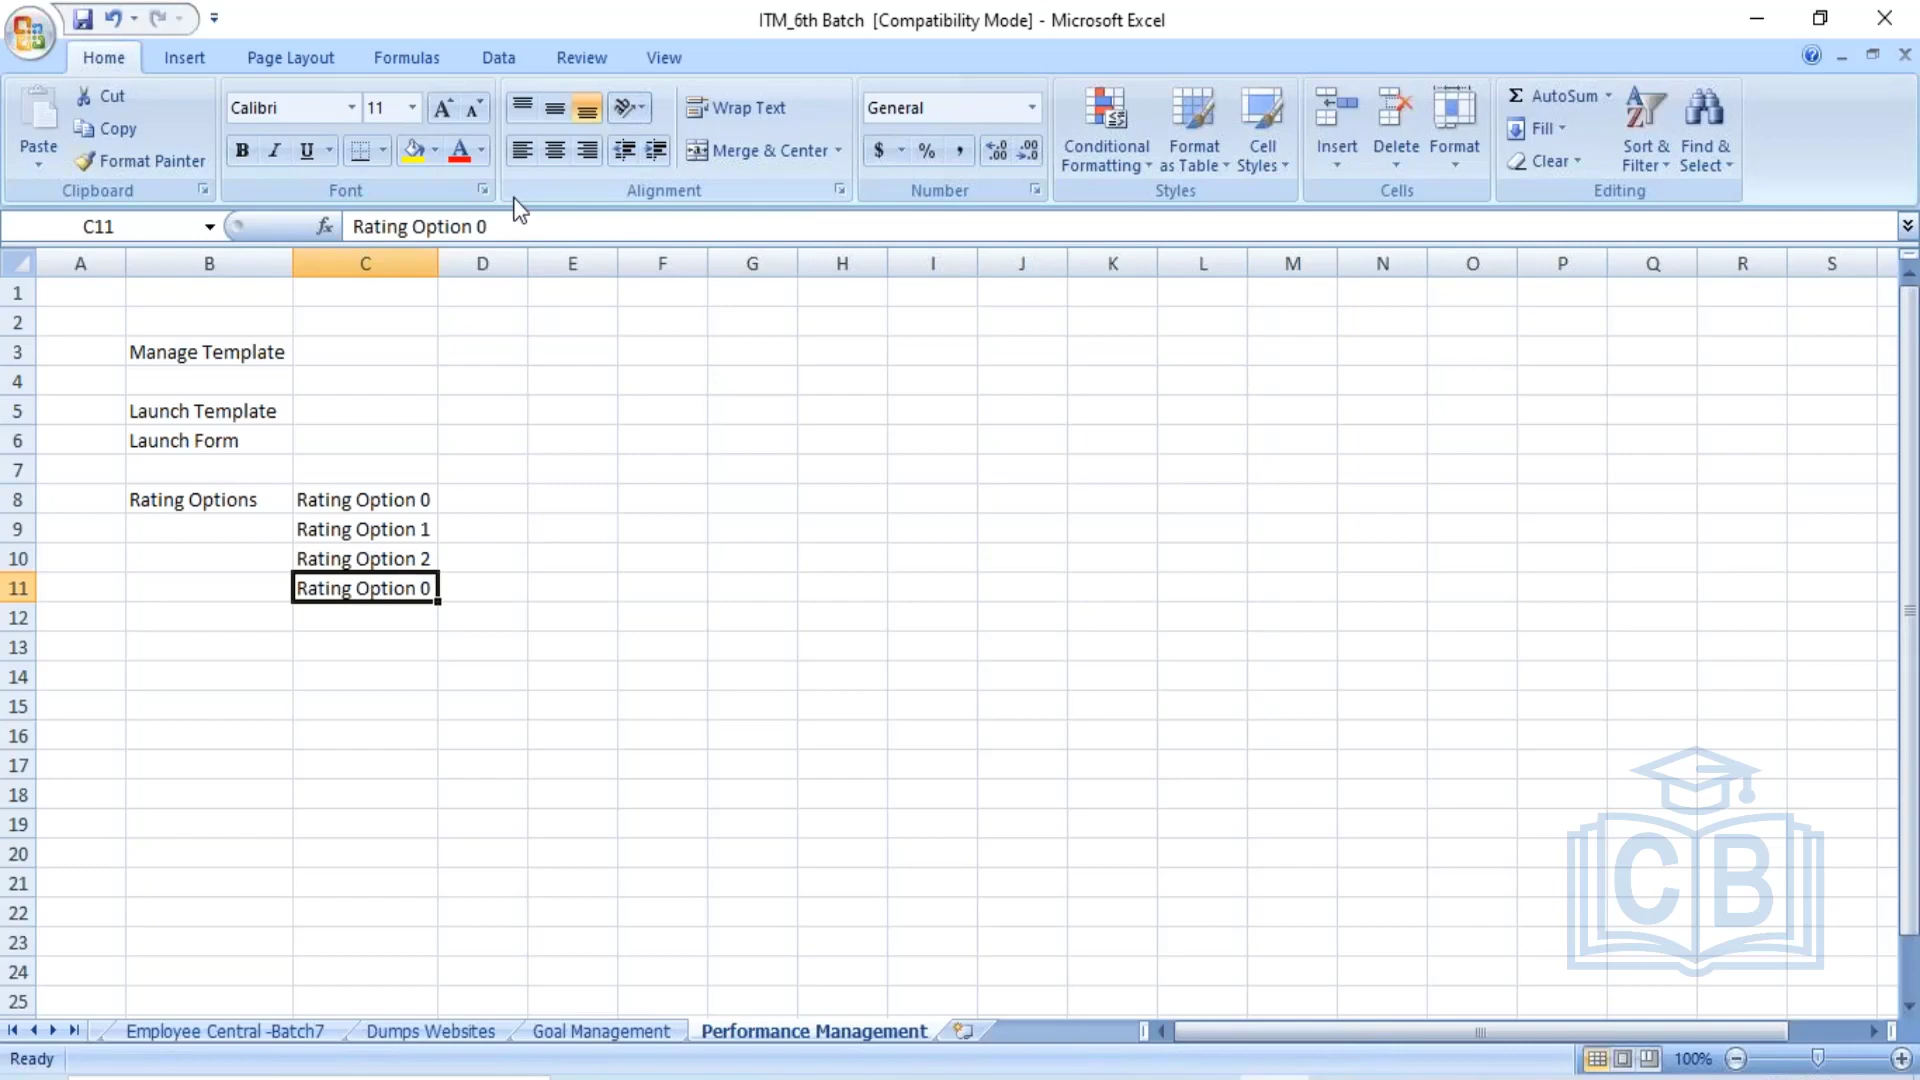 ITM_6th Batch [Compatibility Mode] - Microsoft Excel
Home Insert Page Layout Formulas Data Review View
Paste
Cut
Copy
Format Painter
Clipboard
Calibri 11
B I U A
Font
Wrap Text
Merge & Center
Alignment
General
$ % ,
Number
Conditional Formatting
Format as Table
Cell Styles
Styles
Insert Delete Format
Cells
Σ AutoSum
Fill
Clear
Sort & Filter
Find & Select
Editing
C11 fx Rating Option 0
A B C D E F G H I J K L M N O P Q R S
1
2
3 Manage Template
4
5 Launch Template
6 Launch Form
7
8 Rating Options Rating Option 0
9 Rating Option 1
10 Rating Option 2
11 Rating Option 0
12
13
14
15
16
17
18
19
20
21
22
23
24
25
CB
Employee Central -Batch7 Dumps Websites Goal Management Performance Management
Ready 100%